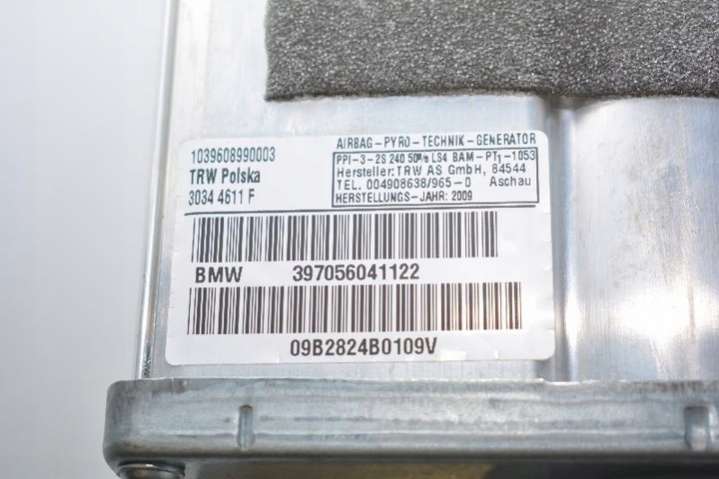 1039608990003
TRW Polska
3034 4611 F
AIRBAG-PYRO-TECHNIK-GENERATOR
PPI-3-2S 240 50 LS4 BAM-PT1-1053
Hersteller: TRW AS GmbH, 84544
TEL. 004908638/965-0 Aschau
HERSTELLUNGS-JAHR: 2009
BMW 397056041122
09B2824B0109V